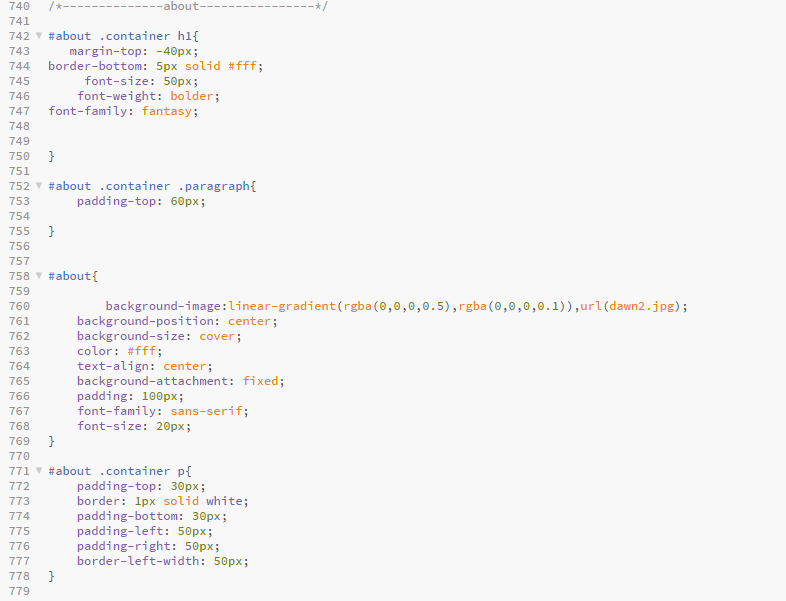 740 /*--------------about----------------*/
741
742 #about .container h1{
743 margin-top: -40px;
744 border-bottom: 5px solid #fff;
745 font-size: 50px;
746 font-weight: bolder;
747 font-family: fantasy;
748
749
750 }
751
752 #about .container .paragraph{
753 padding-top: 60px;
754
755 }
756
757
758 #about{
759
760 background-image:linear-gradient(rgba(0,0,0,0.5),rgba(0,0,0,0.1)),url(dawn2.jpg);
761 background-position: center;
762 background-size: cover;
763 color: #fff;
764 text-align: center;
765 background-attachment: fixed;
766 padding: 100px;
767 font-family: sans-serif;
768 font-size: 20px;
769 }
770
771 #about .container p{
772 padding-top: 30px;
773 border: 1px solid white;
774 padding-bottom: 30px;
775 padding-left: 50px;
776 padding-right: 50px;
777 border-left-width: 50px;
778 }
779